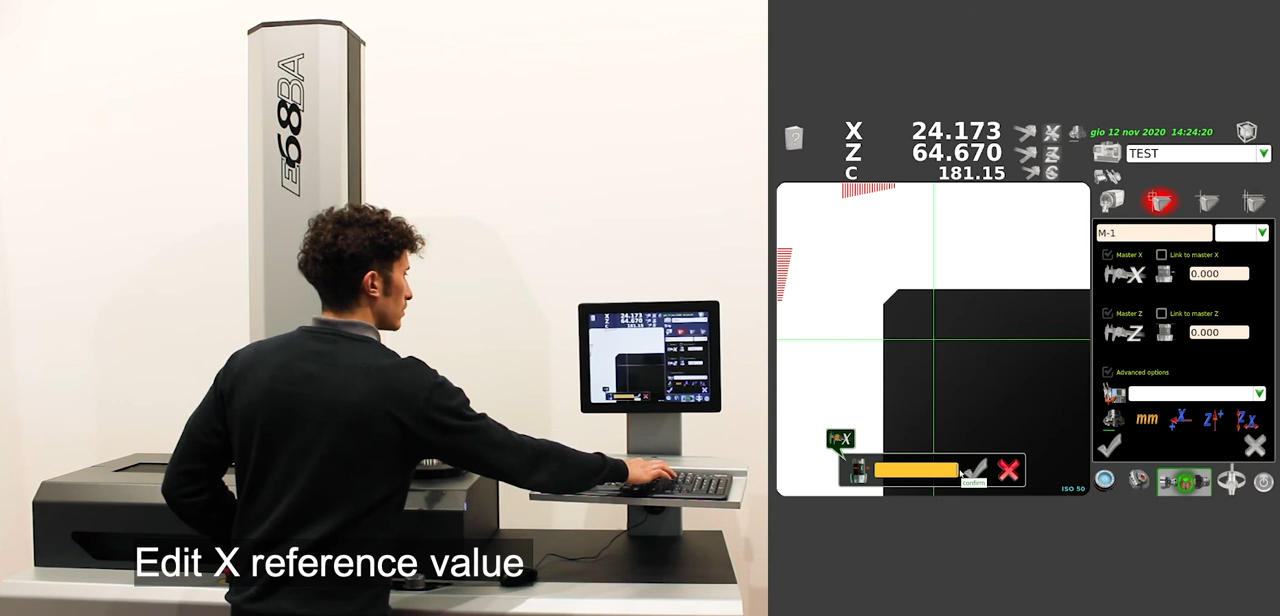 E68BA
Edit X reference value
X 24.173
Z 64.670
C 181.15
gio 12 nov 2020 14:24:20
TEST
M-1
Master X
Link to master X
X
0.000
Master Z
Link to master Z
Z
0.000
Advanced options
mm
X
Z
Z X
X
confirm
ISO 50